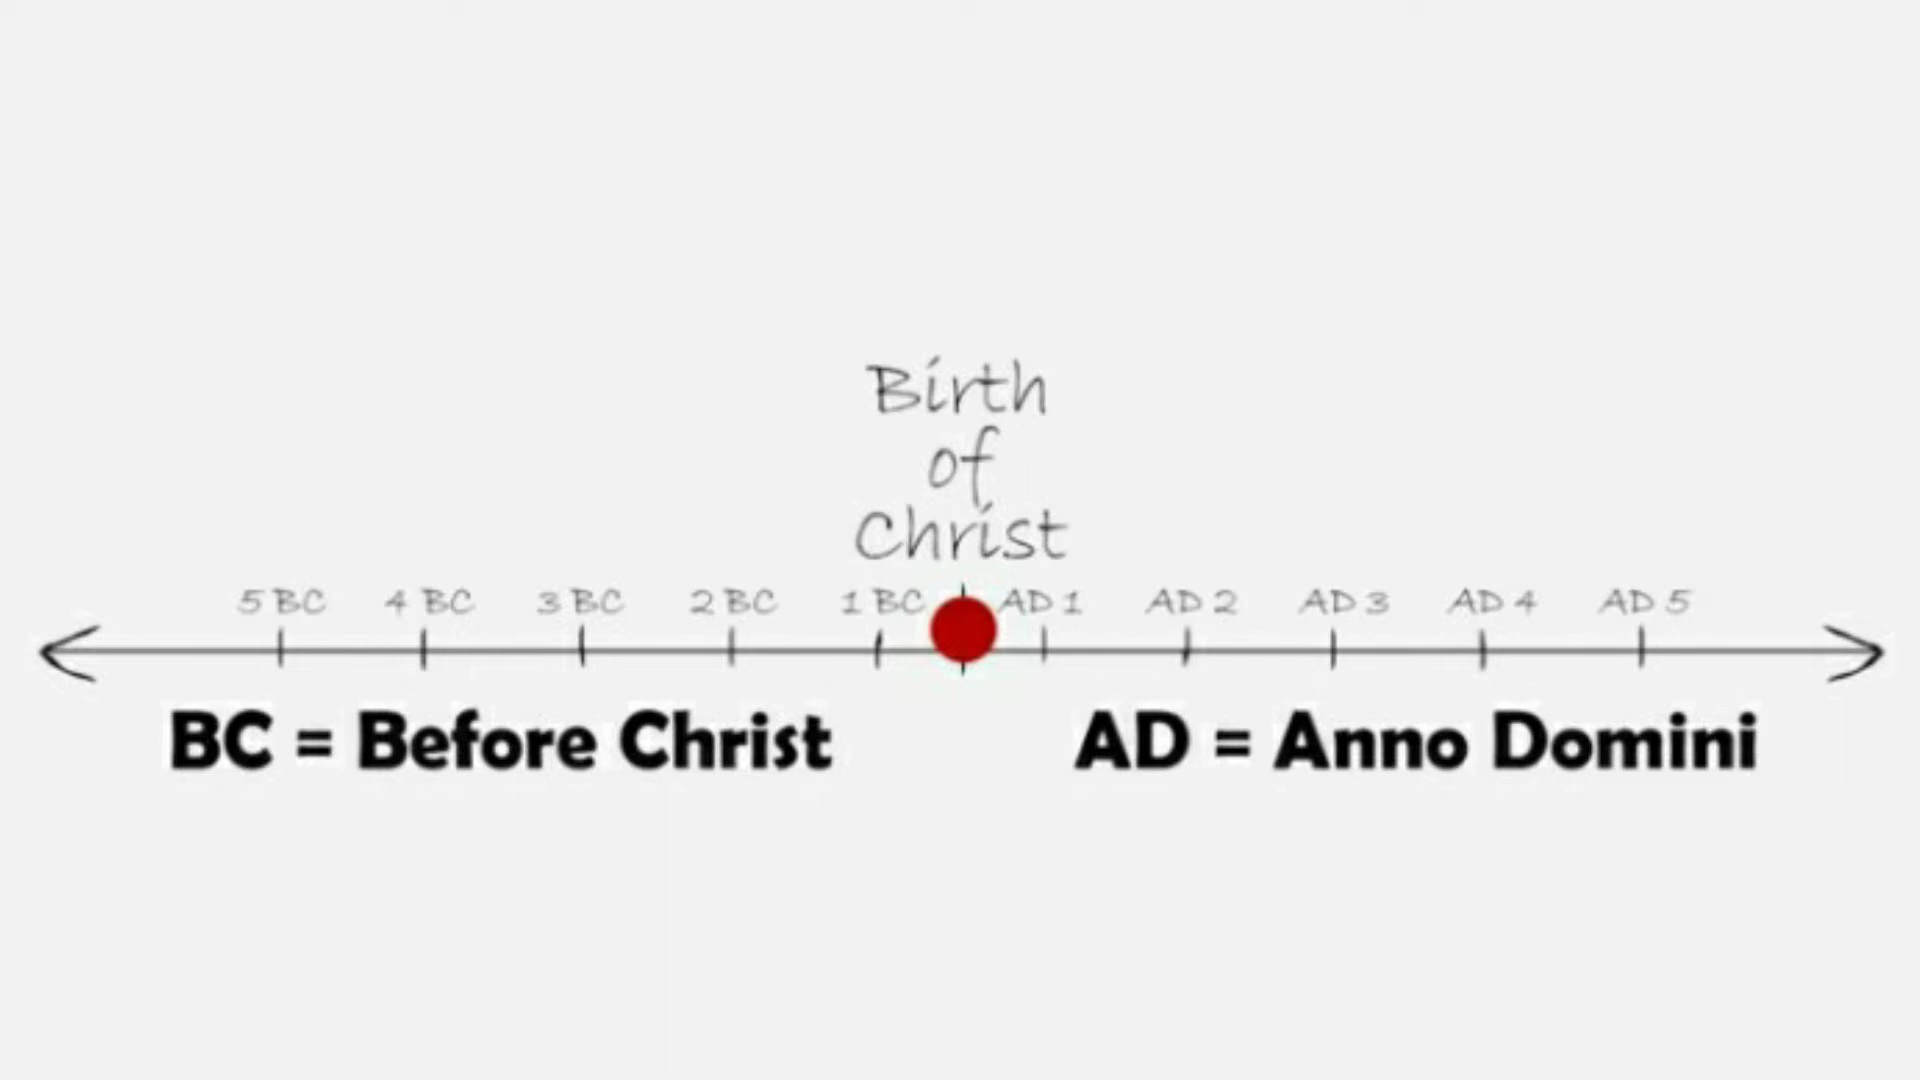 Birth
of
Christ
5 BC 4 BC 3 BC 2 BC 1 BC AD 1 AD 2 AD 3 AD 4 AD 5
BC = Before Christ AD = Anno Domini